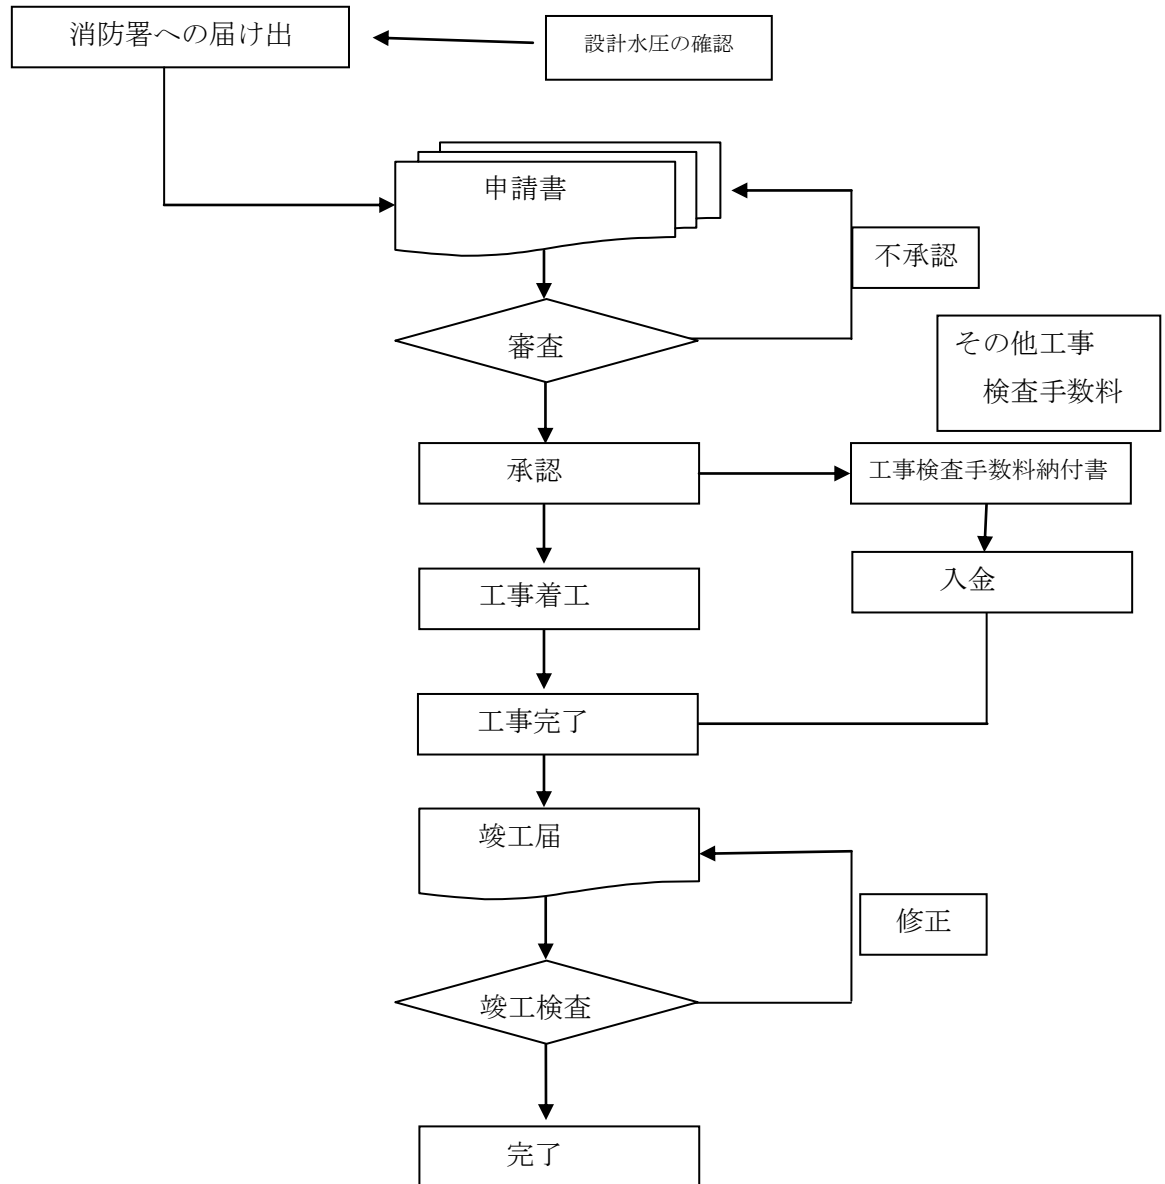 消防署への届け出
設計水圧の確認
申請書
不承認
審査
その他工事
検査手数料
承認
工事検査手数料納付書
工事着工
入金
工事完了
竣工届
修正
竣工検査
完了